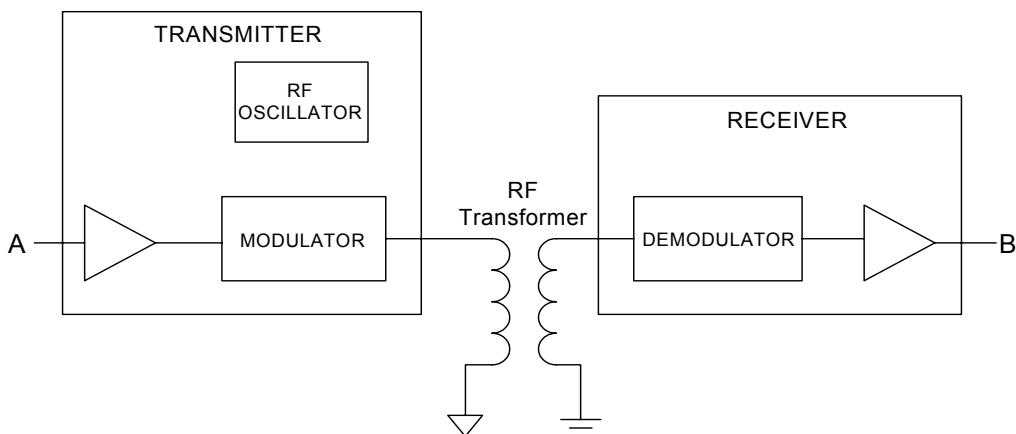 TRANSMITTER
RF
OSCILLATOR
RECEIVER
RF
Transformer
A
MODULATOR
DEMODULATOR
B